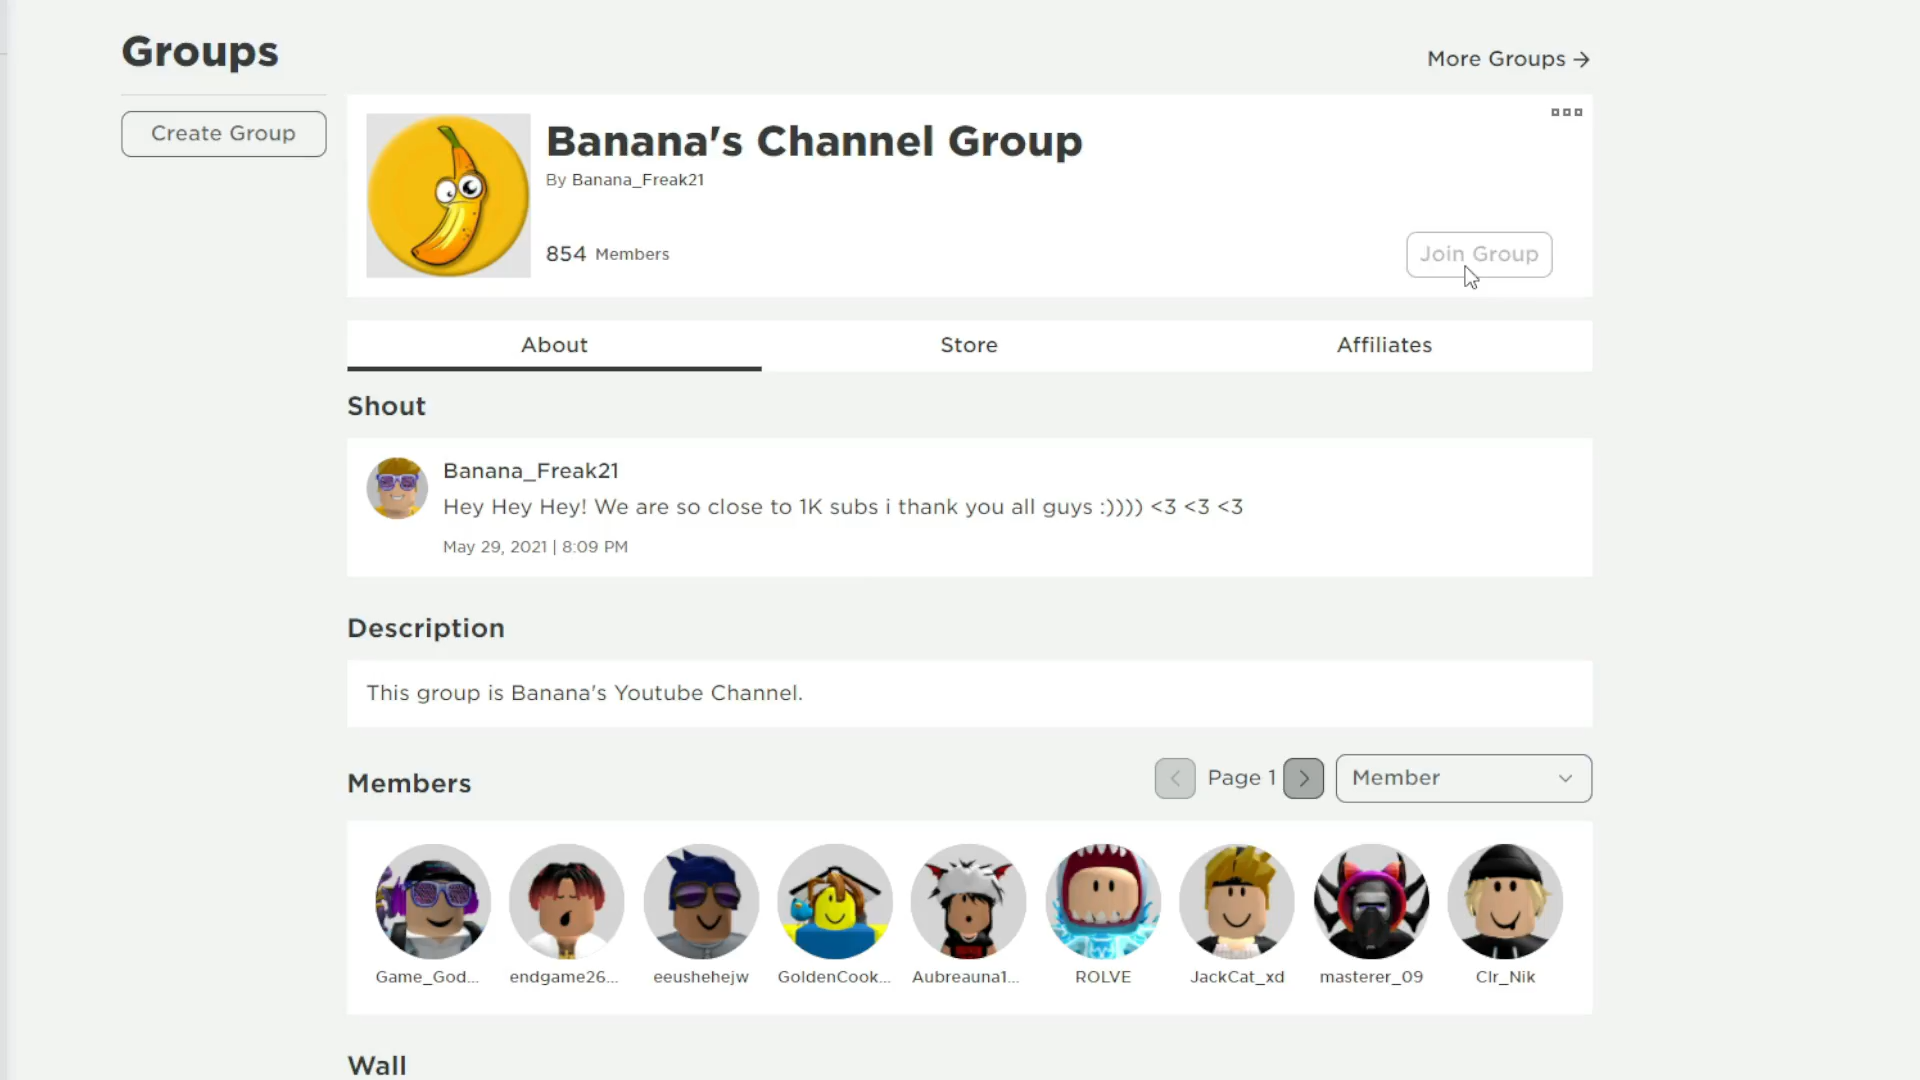 Groups
More Groups →
Create Group
Banana's Channel Group
By Banana_Freak21
854 Members
Join Group
About
Store
Affiliates
Shout
Banana_Freak21
Hey Hey Hey! We are so close to 1K subs i thank you all guys :)))) <3 <3 <3
May 29, 2021 | 8:09 PM
Description
This group is Banana's Youtube Channel.
Members
Page 1
Member
Game_God...
endgame26...
eeushehejw
GoldenCook...
Aubreauna1...
ROLVE
JackCat_xd
masterer_09
Clr_Nik
Wall